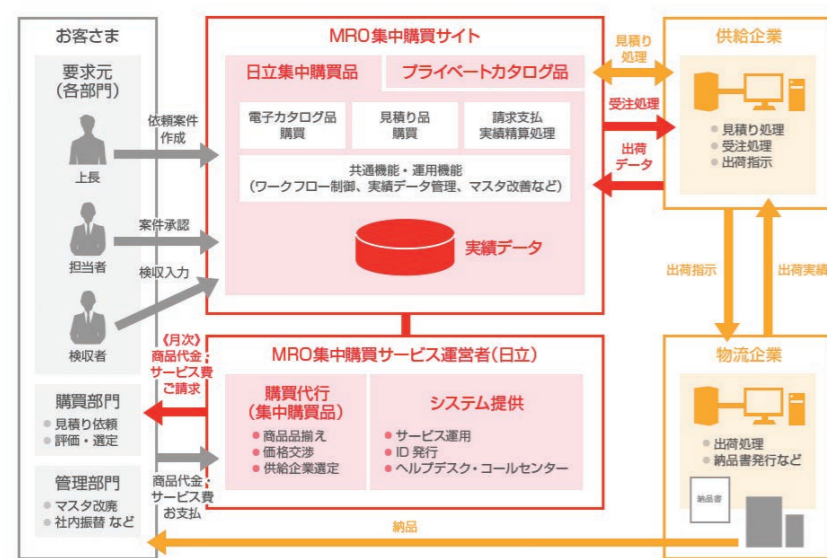 お客さま
要求元
(各部門)
上長
担当者
検収者
購買部門
見積り依頼
評価・選定
管理部門
マスタ改廃
社内振替 など
依頼案件
作成
案件承認
検収入力
《月次》
商品代金・
サービス費
ご請求
商品代金・
サービス費
お支払
MRO集中購買サイト
日立集中購買品
プライベートカタログ品
電子カタログ品
購買
見積り品
購買
請求支払
実績精算処理
共通機能・運用機能
(ワークフロー制御、実績データ管理、マスタ改善など)
実績データ
MRO集中購買サービス運営者(日立)
購買代行
(集中購買品)
商品品揃え
価格交渉
供給企業選定
システム提供
サービス運用
ID 発行
ヘルプデスク・コールセンター
見積り
処理
受注処理
出荷
データ
供給企業
見積り処理
受注処理
出荷指示
出荷指示
出荷実績
物流企業
出荷処理
納品書発行など
納品書
納品